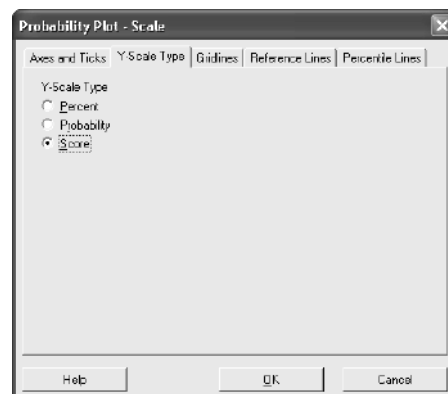 Probability Plot - Scale
Axes and Ticks Y-Scale Type Gridlines Reference Lines Percentile Lines
Y-Scale Type
Percent
Probability
Score
Help OK Cancel